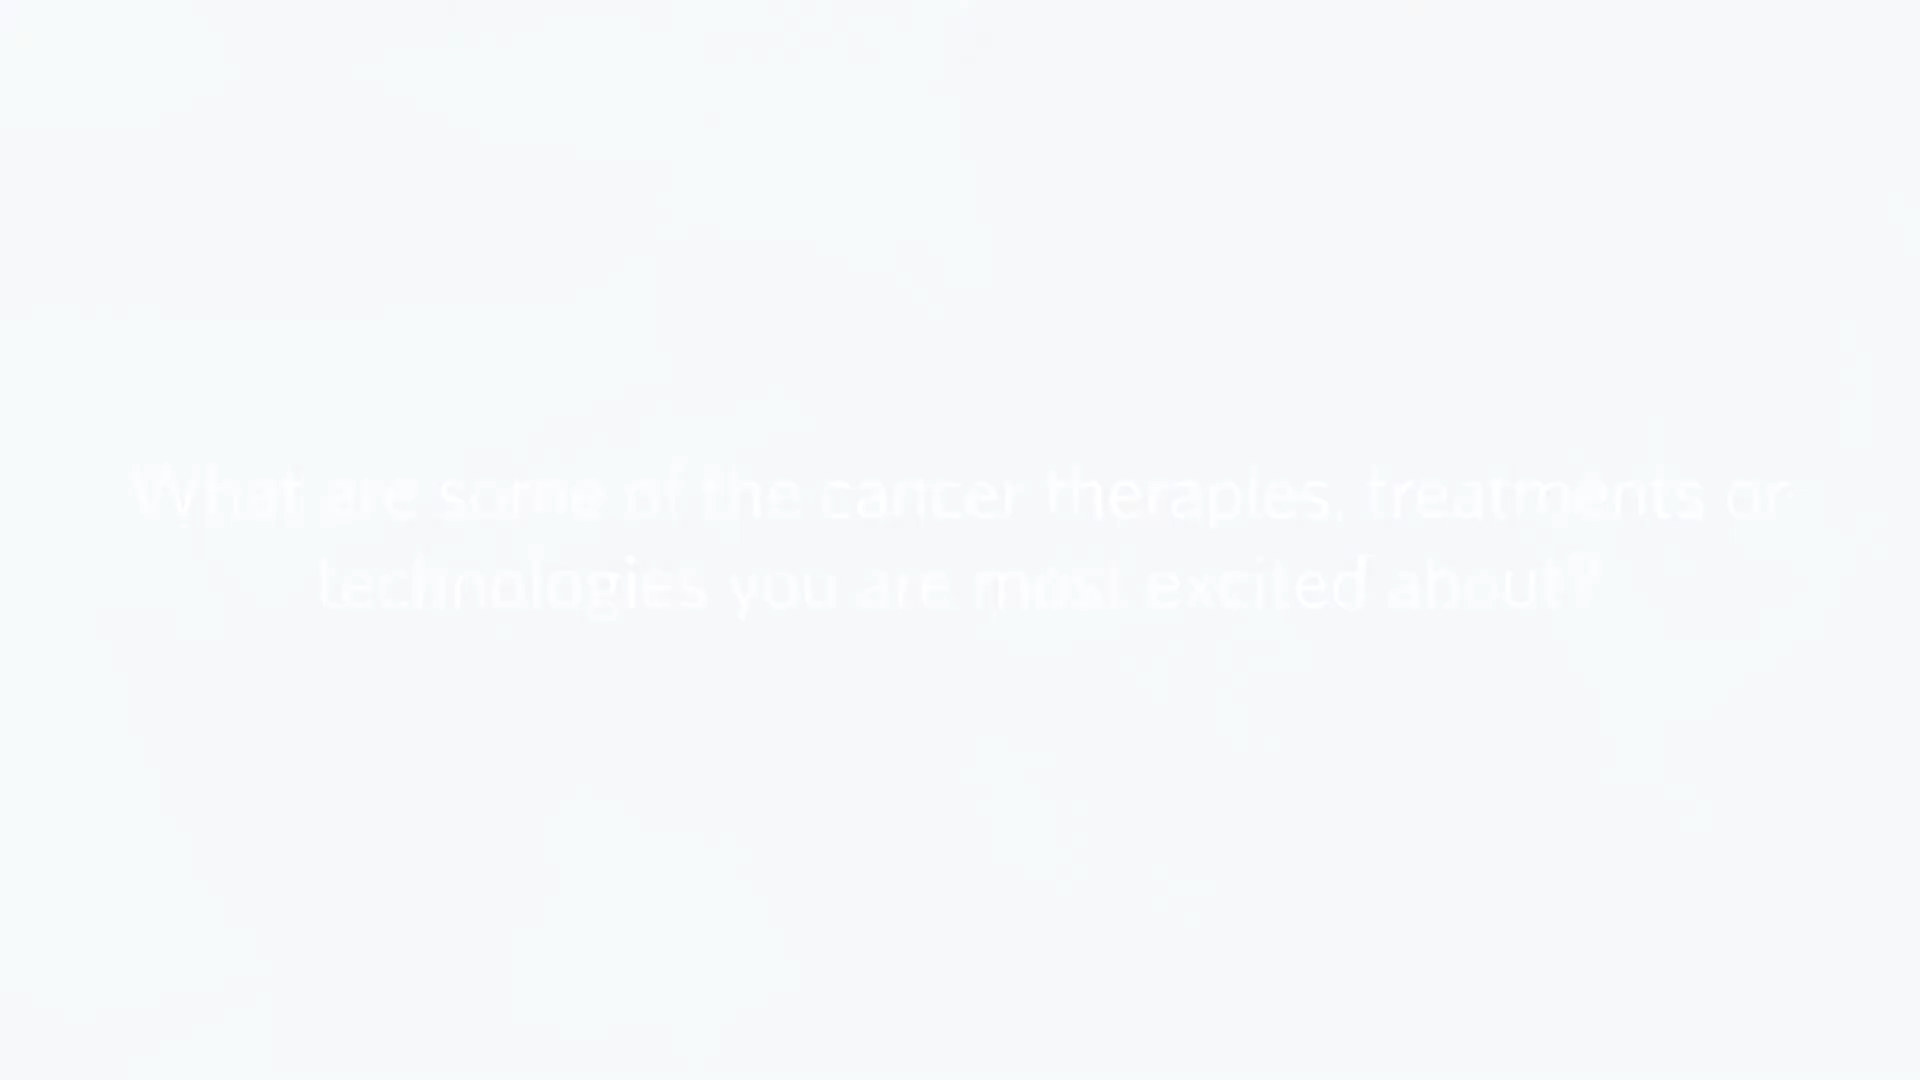 What are some of the cancer therapies, treatments or
technologies you are most excited about?